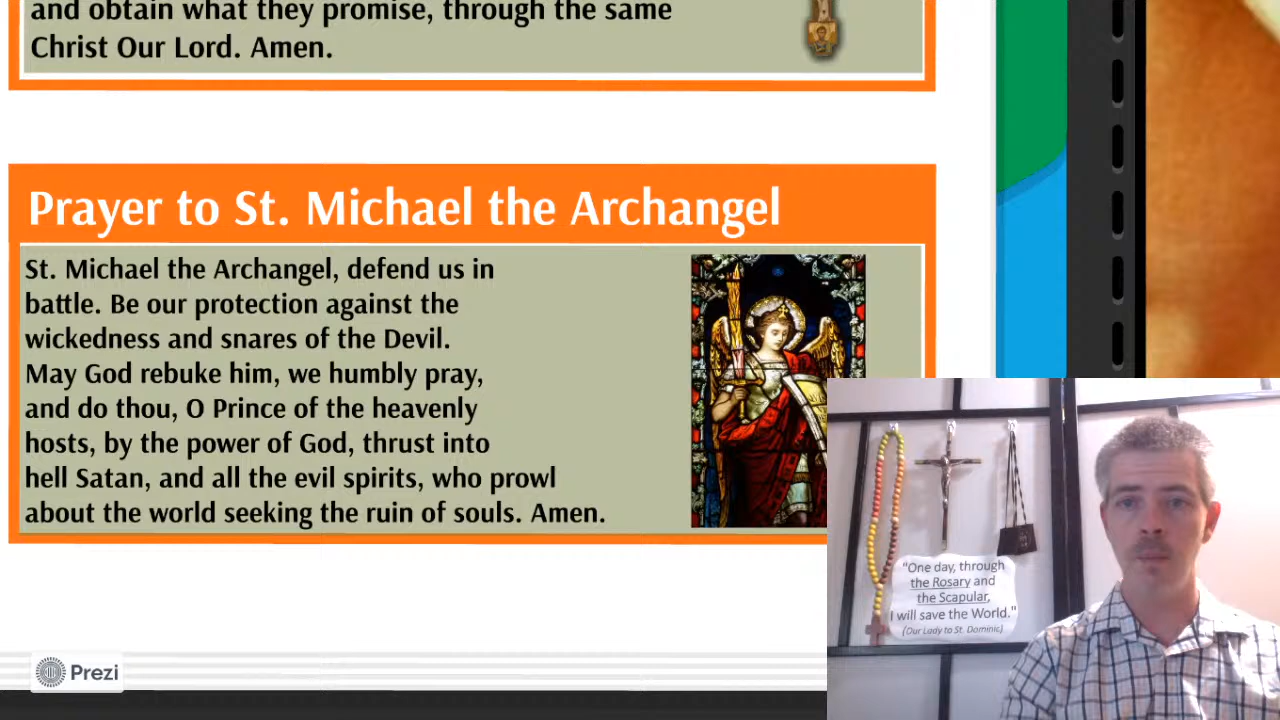 and obtain what they promise, through the same
Christ Our Lord. Amen.
Prayer to St. Michael the Archangel
St. Michael the Archangel, defend us in
battle. Be our protection against the
wickedness and snares of the Devil.
May God rebuke him, we humbly pray,
and do thou, O Prince of the heavenly
hosts, by the power of God, thrust into
hell Satan, and all the evil spirits, who prowl
about the world seeking the ruin of souls. Amen.
"One day, through
the Rosary and
the Scapular,
I will save the World."
(Our Lady to St. Dominic)
Prezi